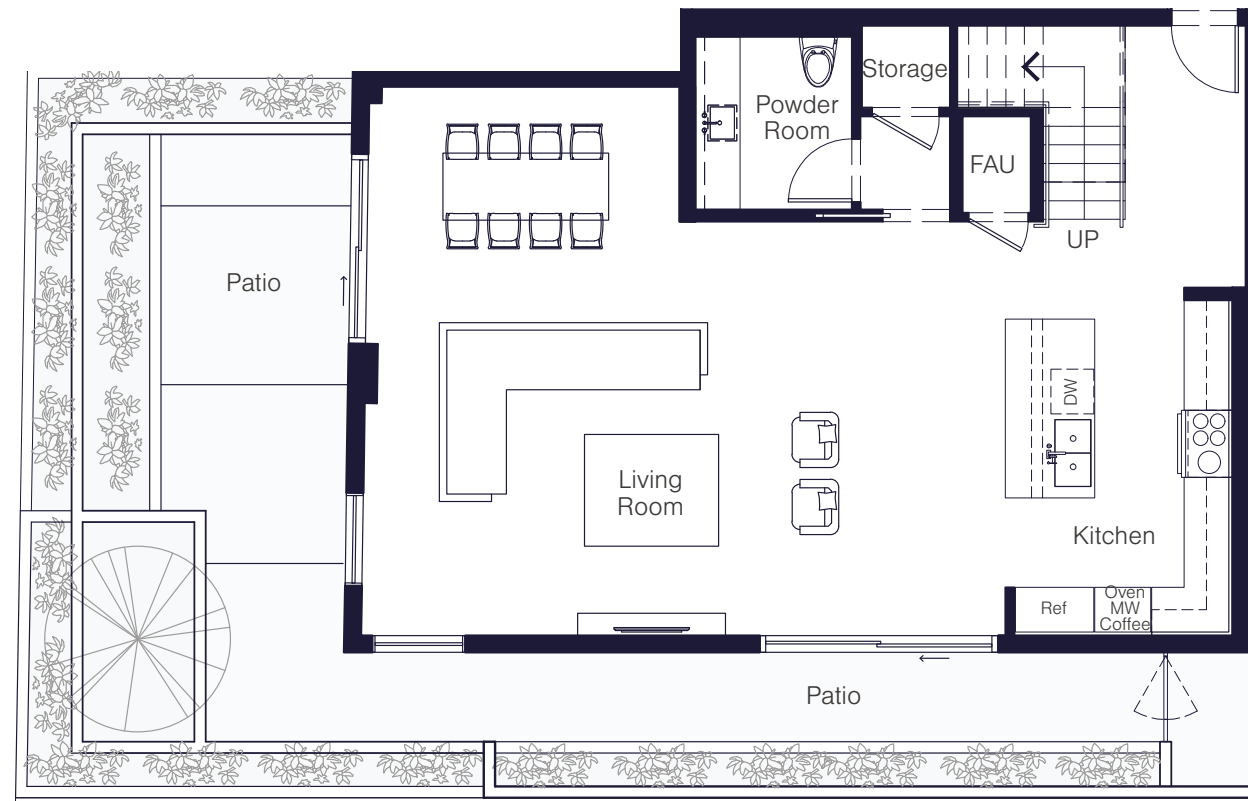 Storage
Powder
Room
FAU
UP
Patio
DW
Living
Room
Kitchen
Ref
Oven
MW
Coffee
Patio